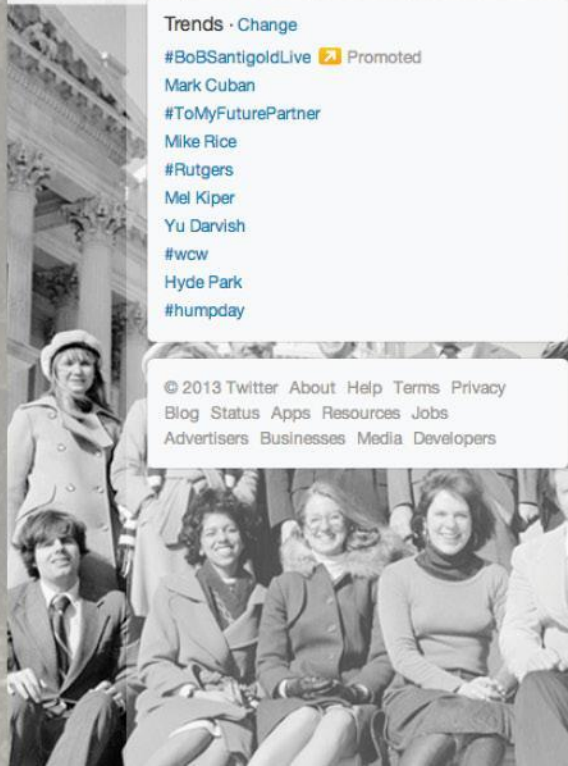 Trends · Change
#BoBSantigoldLive Promoted
Mark Cuban
#ToMyFuturePartner
Mike Rice
#Rutgers
Mel Kiper
Yu Darvish
#wcw
Hyde Park
#humpday
© 2013 Twitter About Help Terms Privacy
Blog Status Apps Resources Jobs
Advertisers Businesses Media Developers